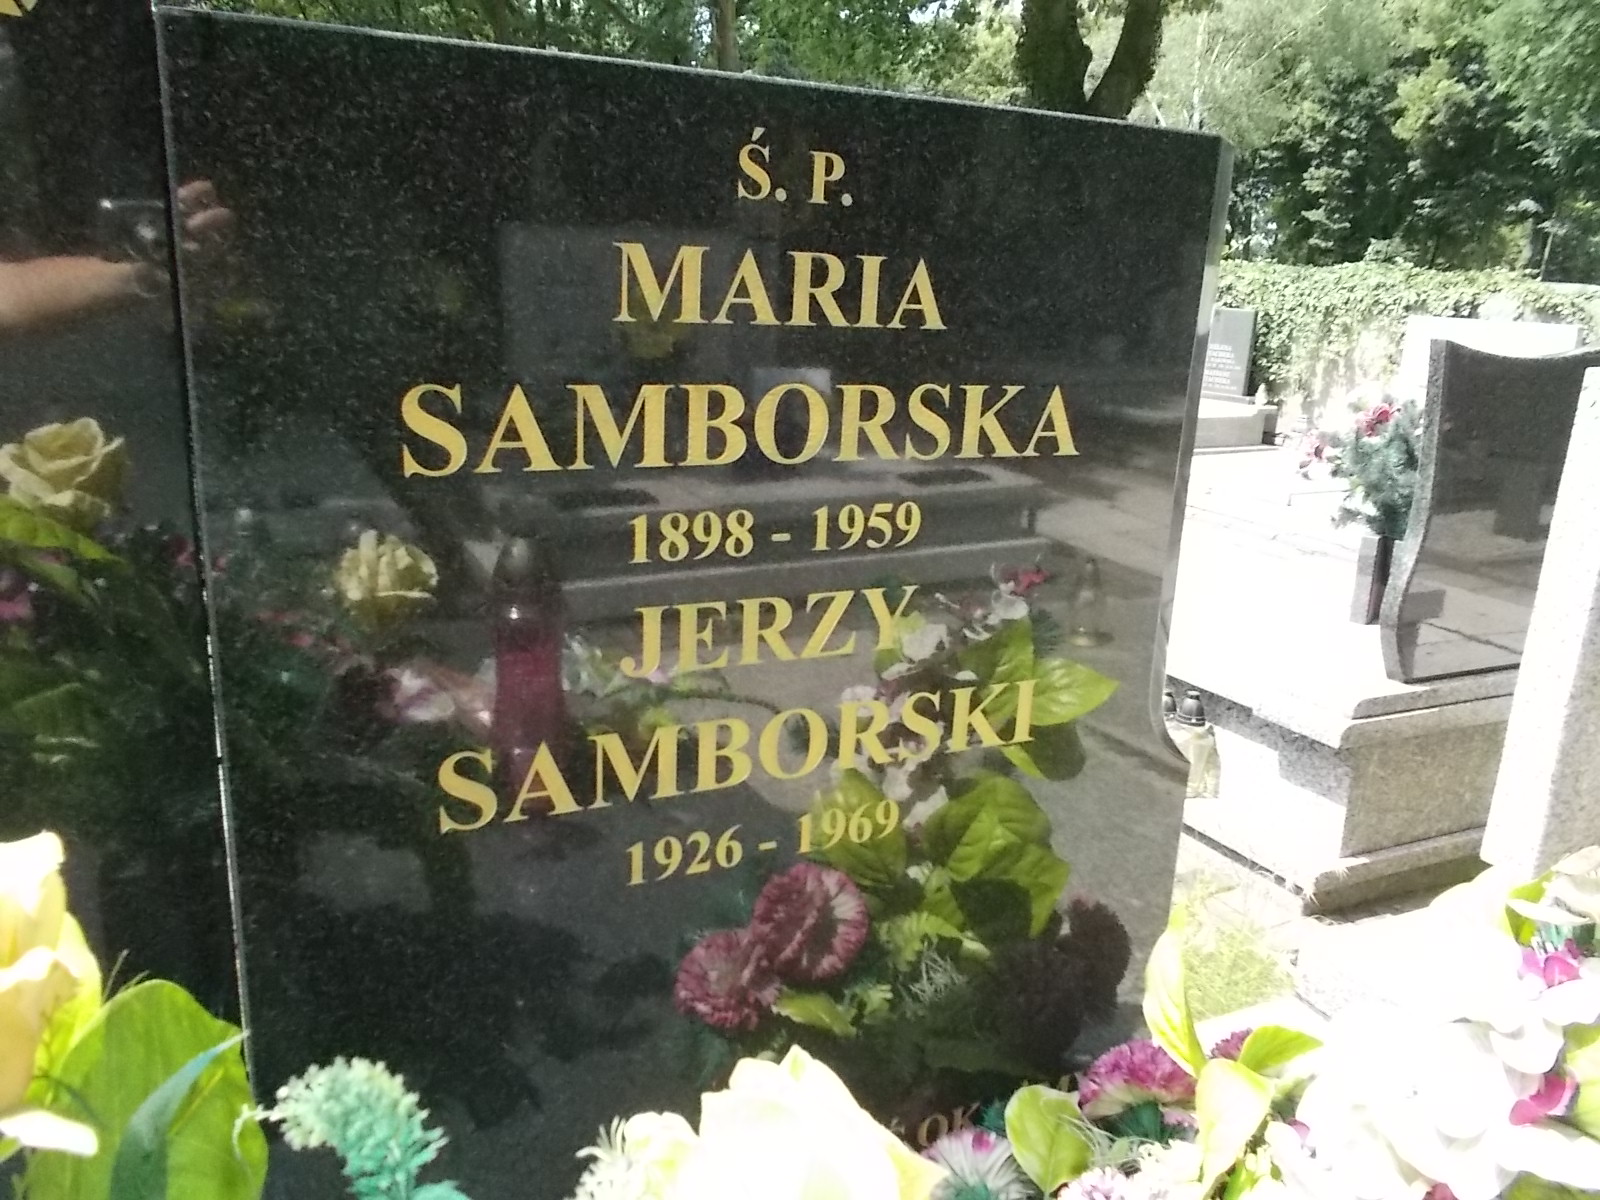 Ś. P.
MARIA
SAMBORSKA
1898 - 1959
JERZY
SAMBORSKI
1926 - 1969